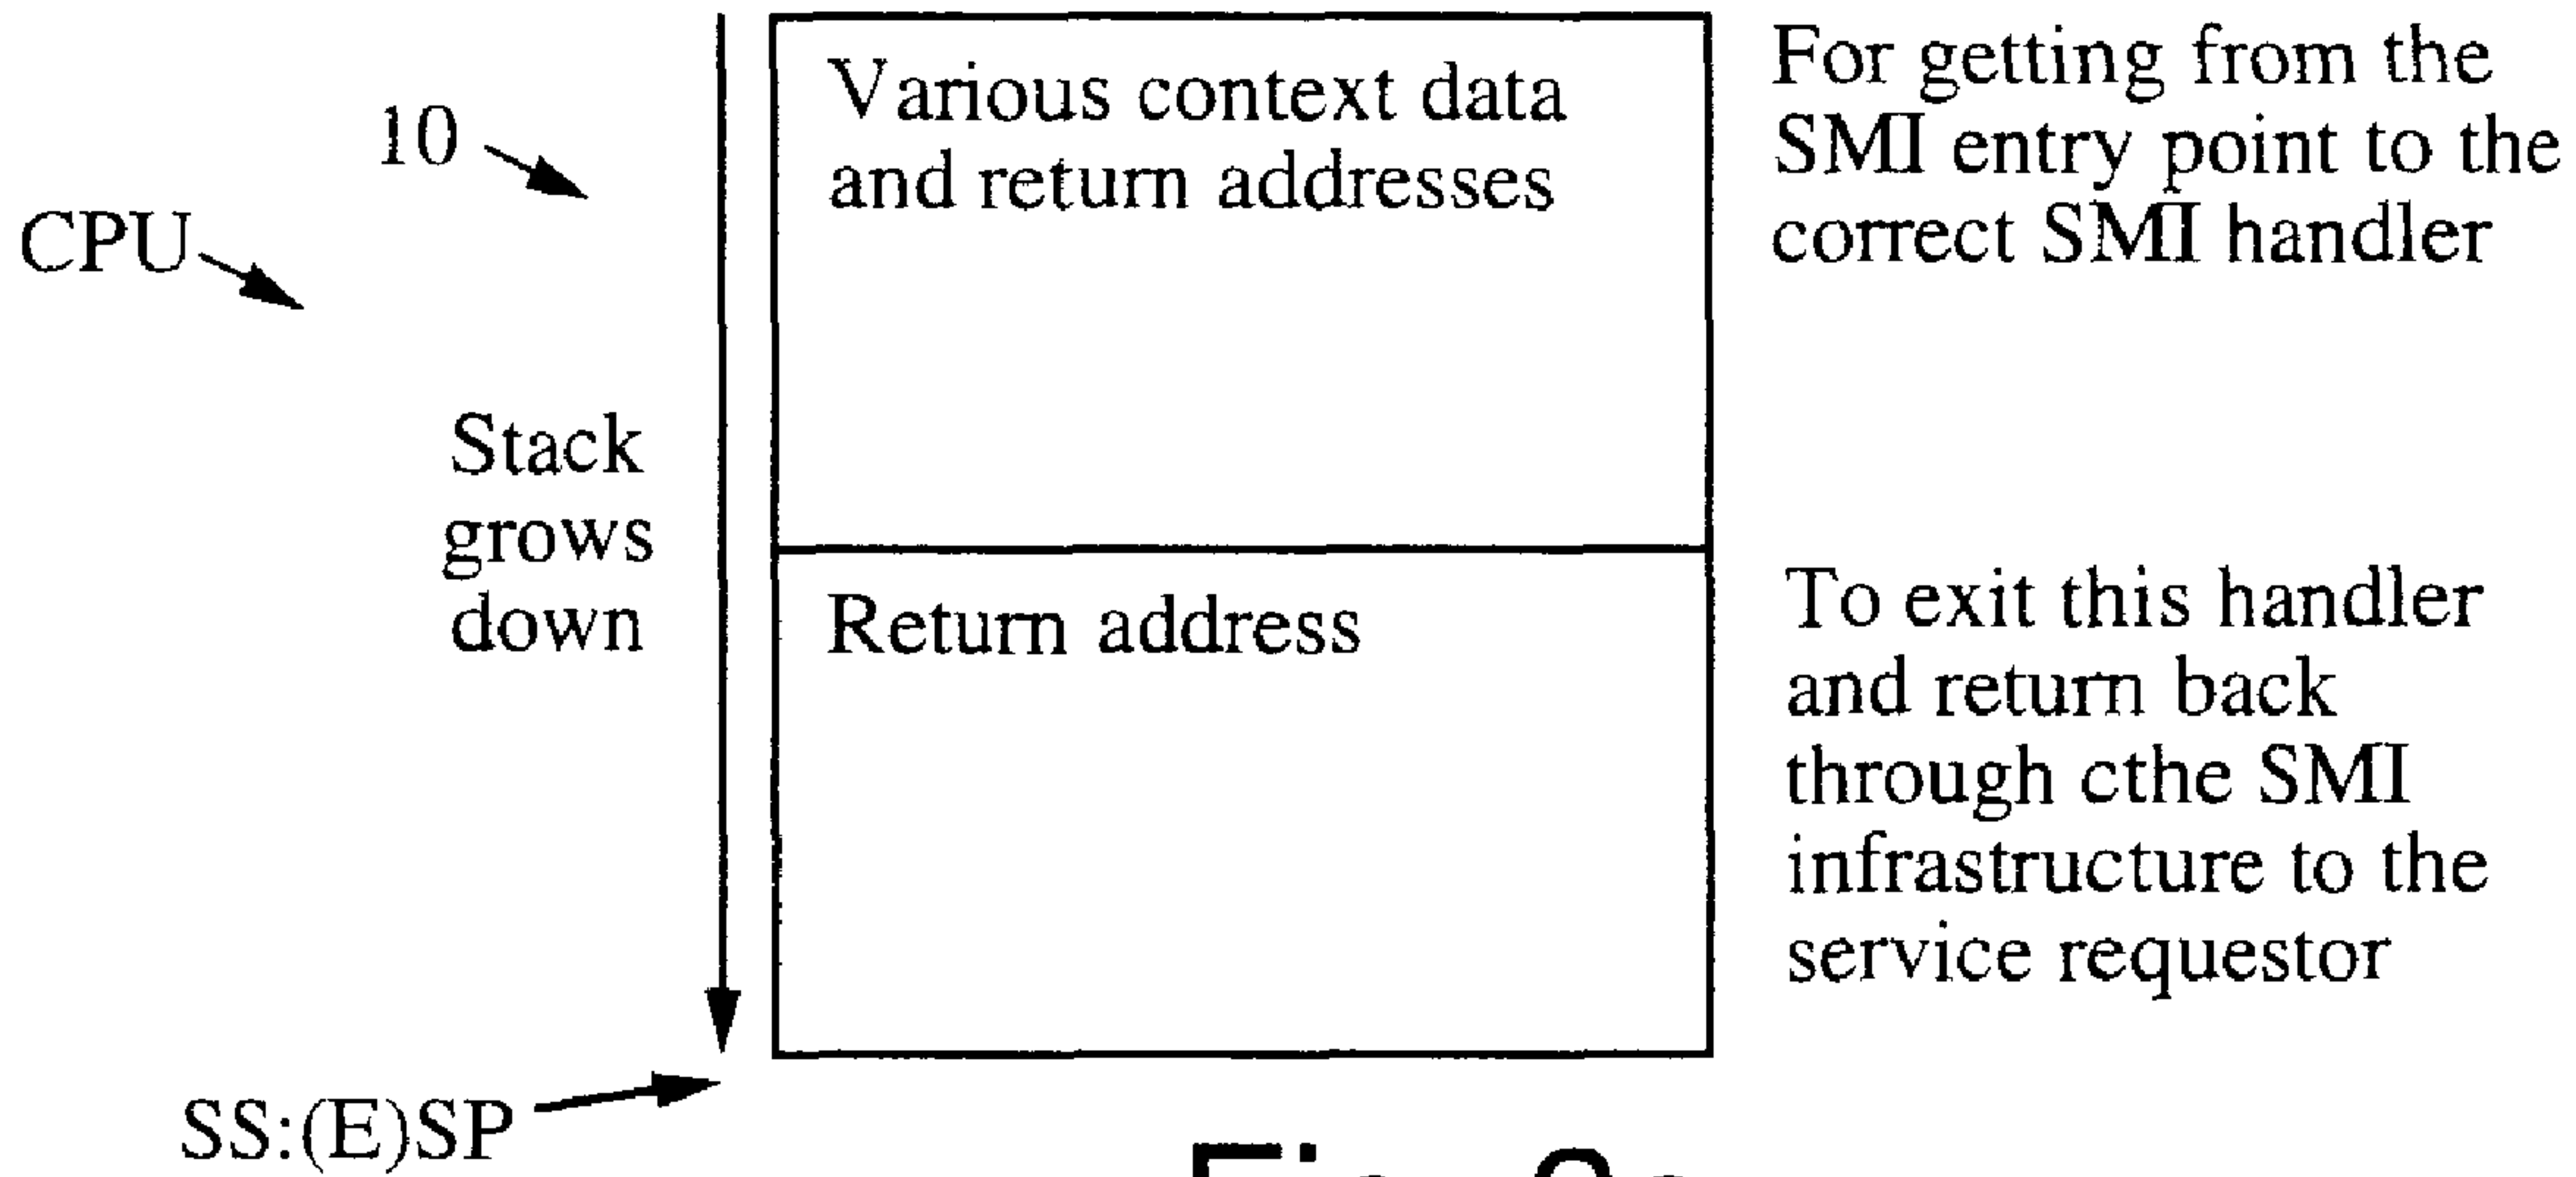 10
CPU
Stack
grows
down
SS:(E)SP
Various context data
and return addresses
Return address
For getting from the
SMI entry point to the
correct SMI handler
To exit this handler
and return back
through cthe SMI
infrastructure to the
service requestor